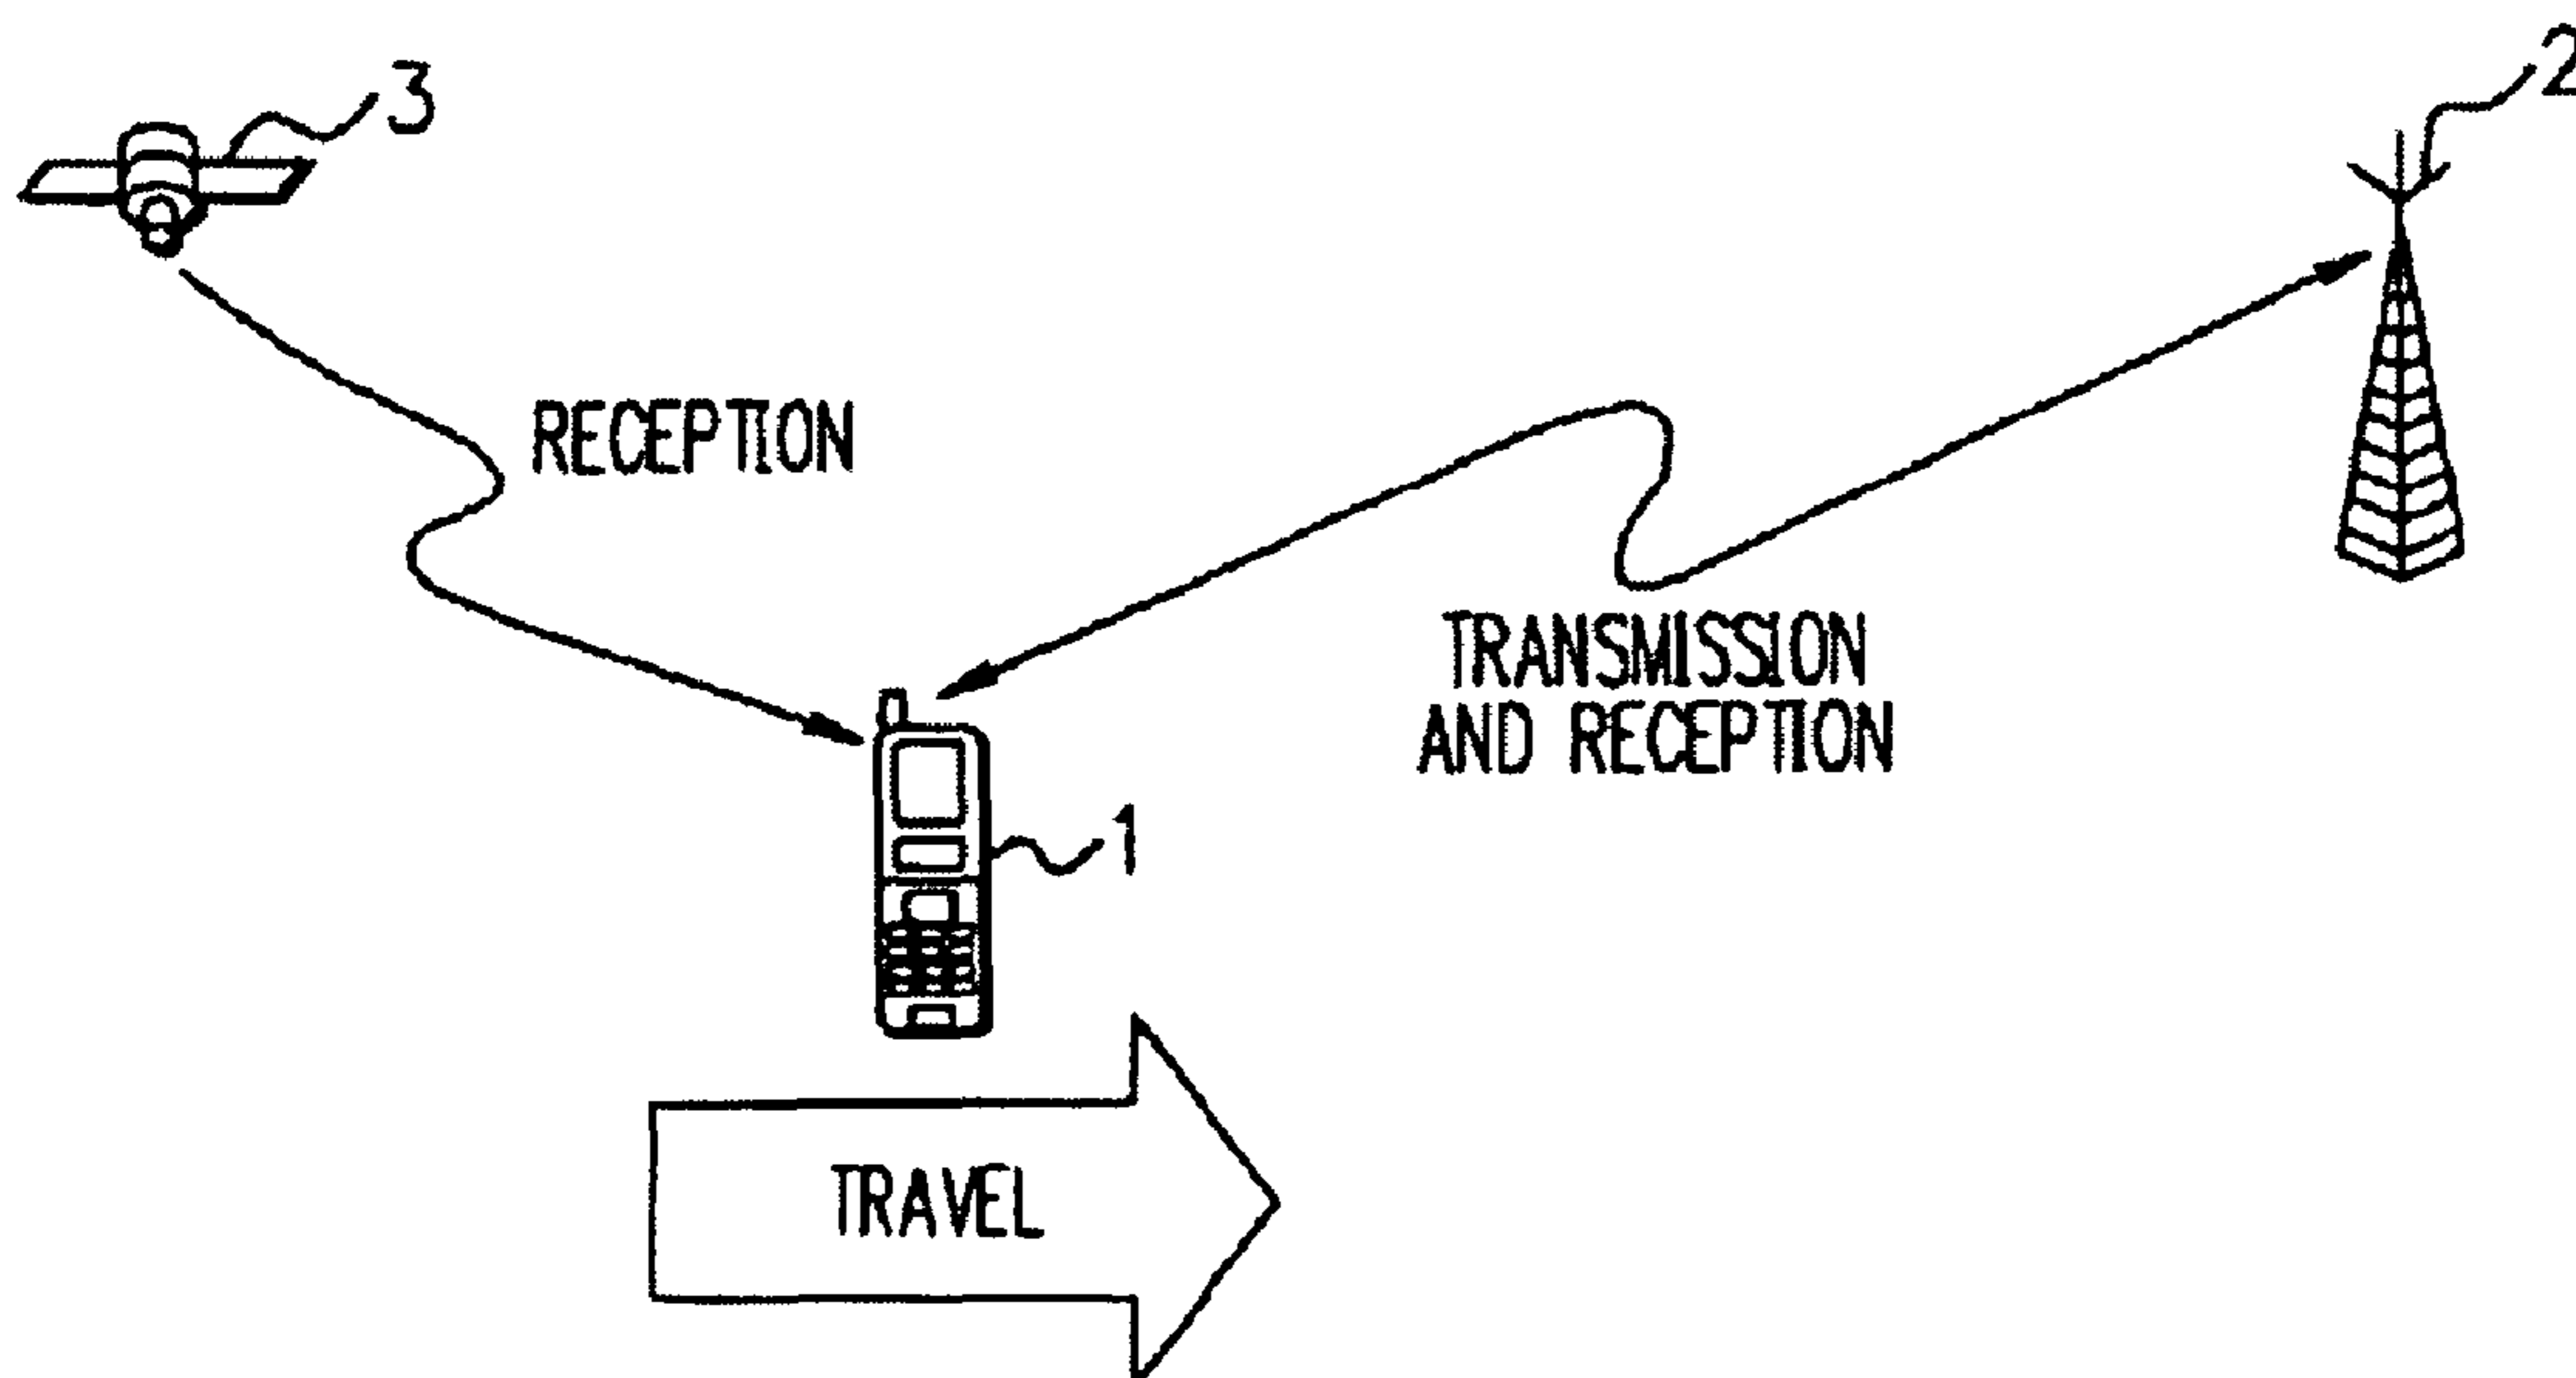 3
2
RECEPTION
TRANSMISSION
AND RECEPTION
1
TRAVEL